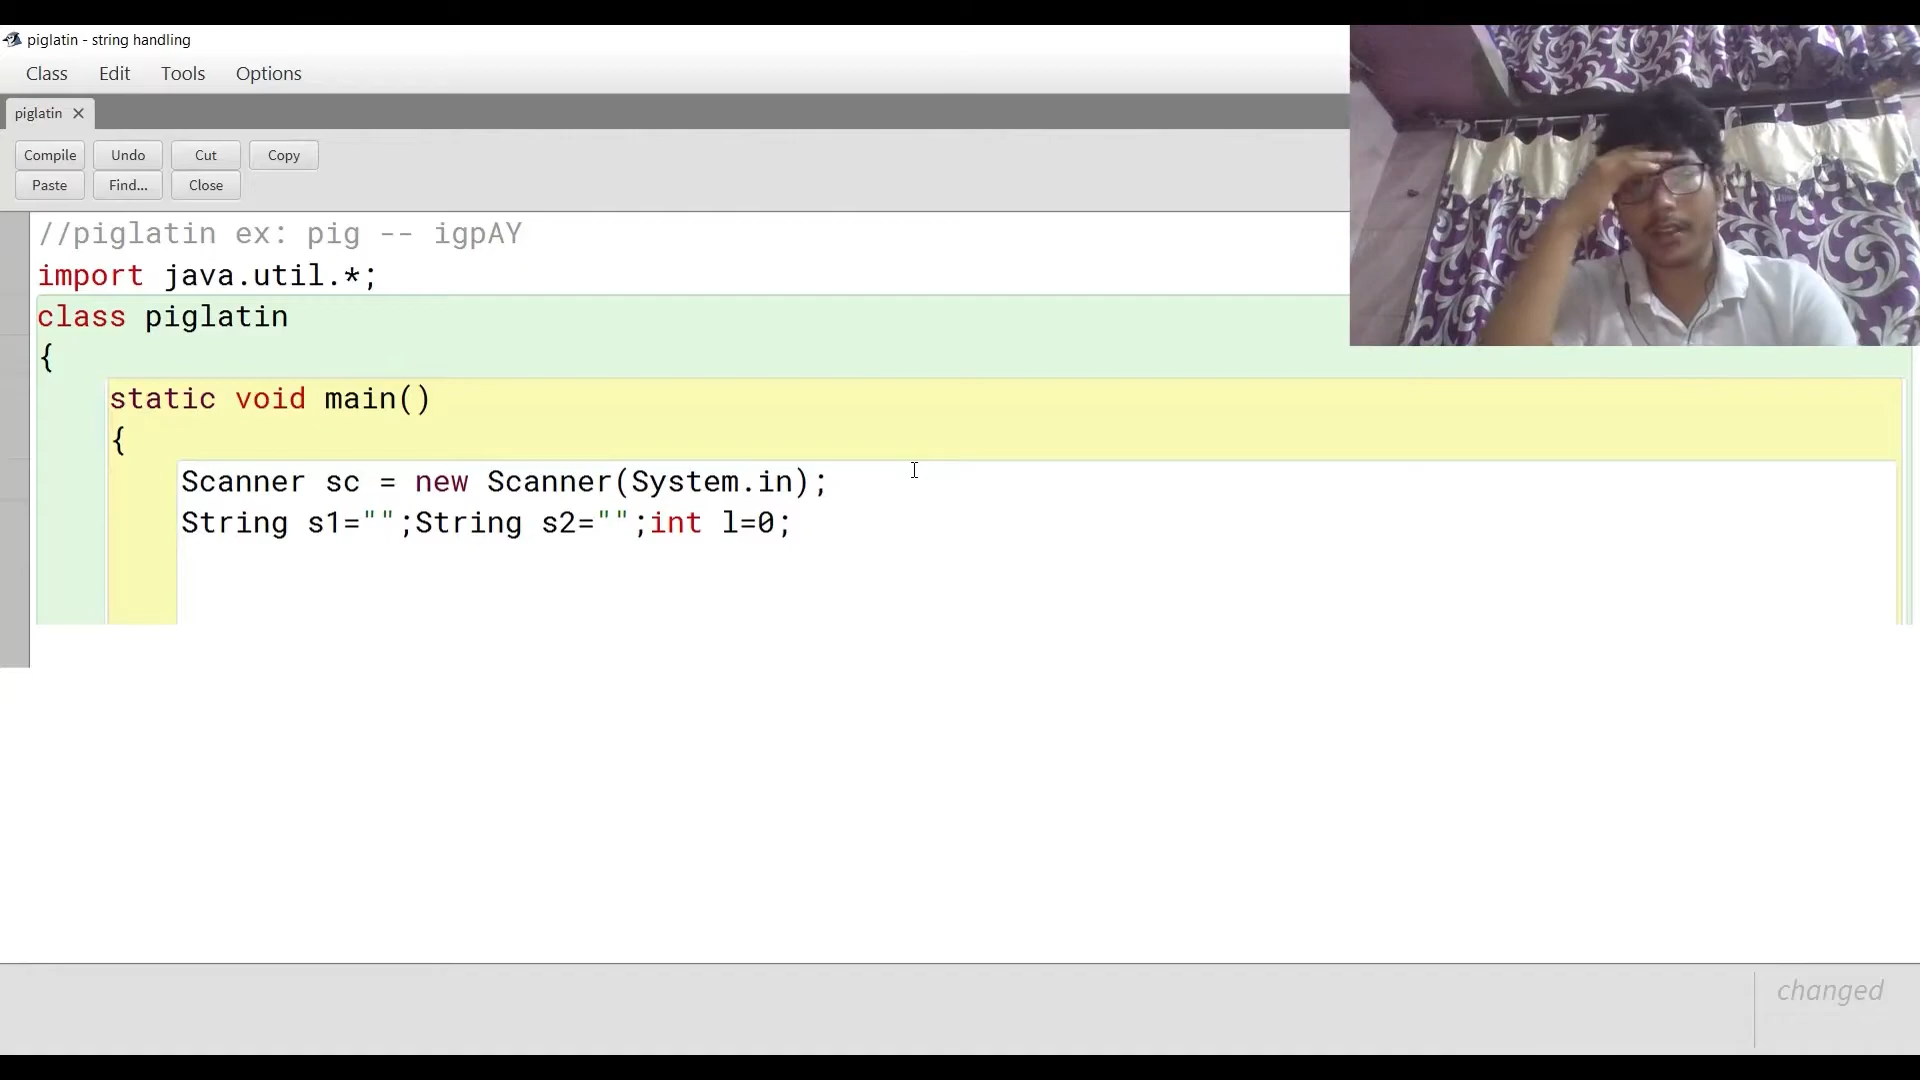 piglatin - string handling
Class Edit Tools Options
piglatin
Compile Undo Cut Copy
Paste Find... Close
//piglatin ex: pig -- igpAY
import java.util.*;
class piglatin
{
static void main()
{
Scanner sc = new Scanner(System.in);
String s1="";String s2="";int l=0;
changed